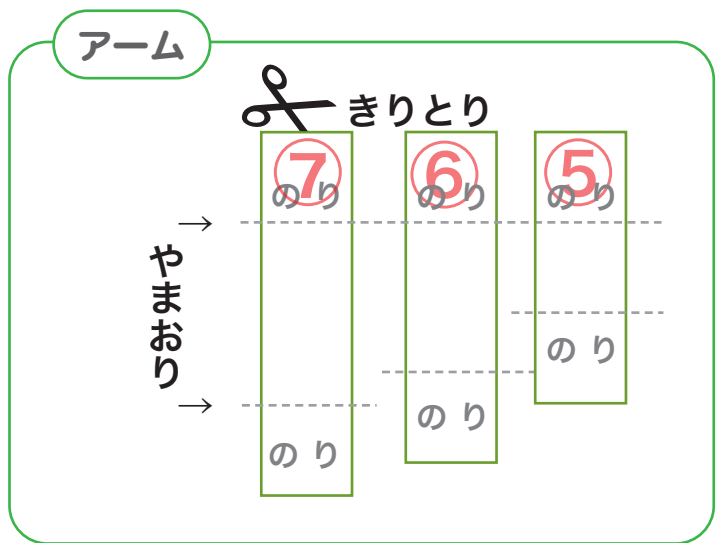 アーム
きりとり
⑦ ⑥ ⑤
のり のり のり
→
やまおり
→
のり
のり
のり